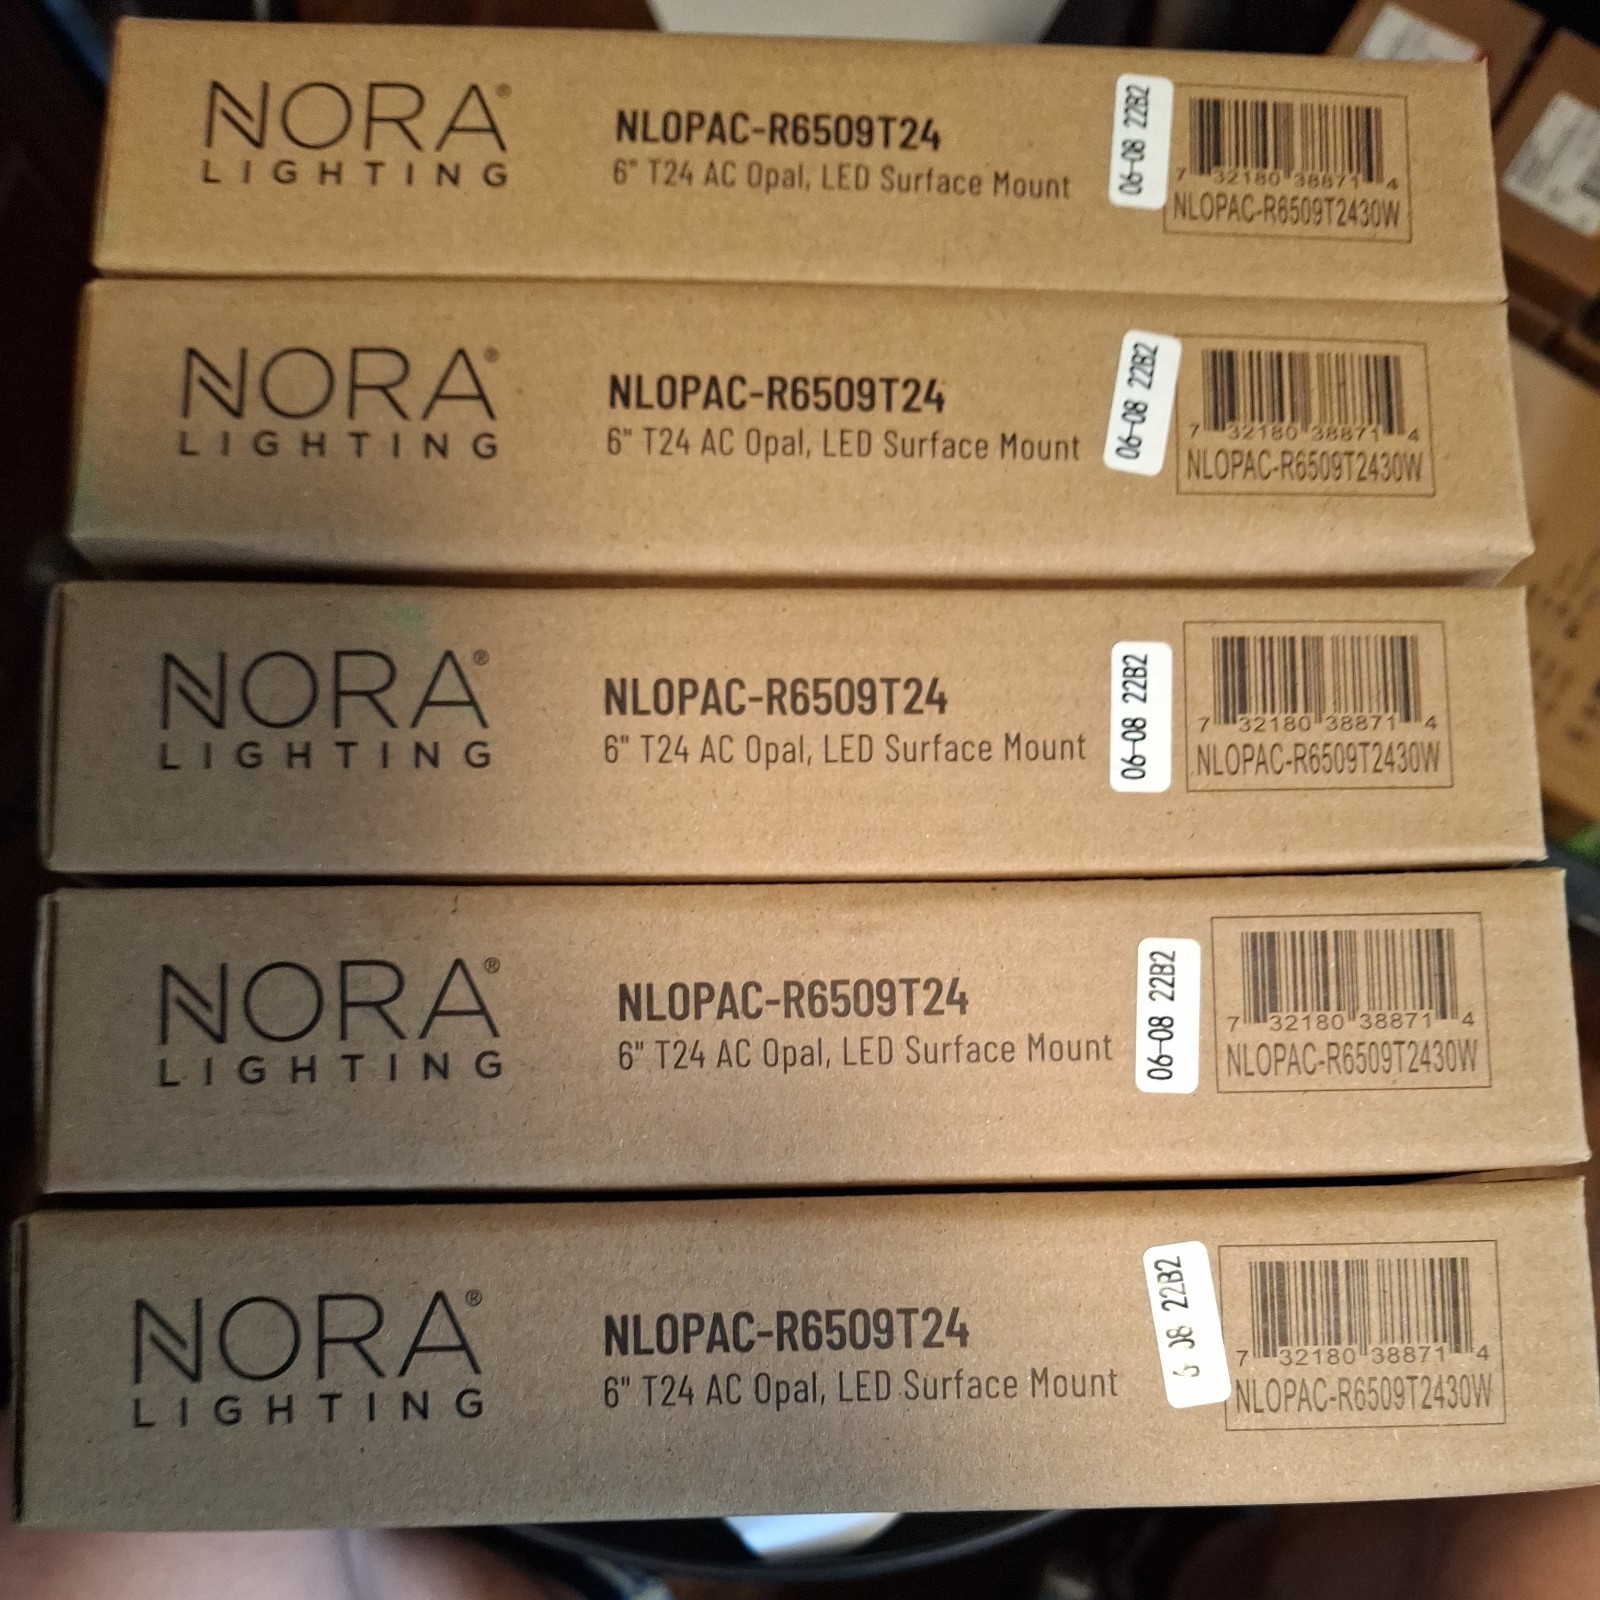 NORA®
LIGHTING
NLOPAC-R6509T24
6" T24 AC Opal, LED Surface Mount
06-08 22B2
7 32180 38871 4
NLOPAC-R6509T2430W
NORA®
LIGHTING
NLOPAC-R6509T24
6" T24 AC Opal, LED Surface Mount
06-08 22B2
7 32180 38871 4
NLOPAC-R6509T2430W
NORA®
LIGHTING
NLOPAC-R6509T24
6" T24 AC Opal, LED Surface Mount
06-08 22B2
7 32180 38871 4
NLOPAC-R6509T2430W
NORA®
LIGHTING
NLOPAC-R6509T24
6" T24 AC Opal, LED Surface Mount
06-08 22B2
7 32180 38871 4
NLOPAC-R6509T2430W
NORA®
LIGHTING
NLOPAC-R6509T24
6" T24 AC Opal, LED Surface Mount
22B2
7 32180 38871 4
NLOPAC-R6509T2430W